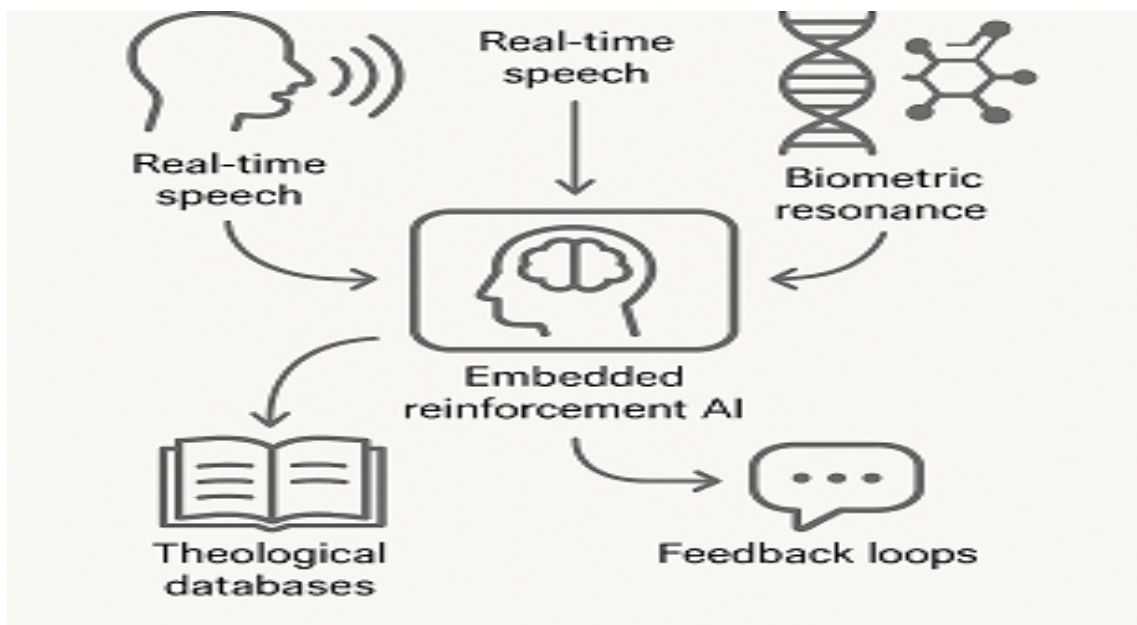 Real-time
speech
Real-time
speech
Biometric
resonance
Embedded
reinforcement AI
Theological
databases
Feedback loops